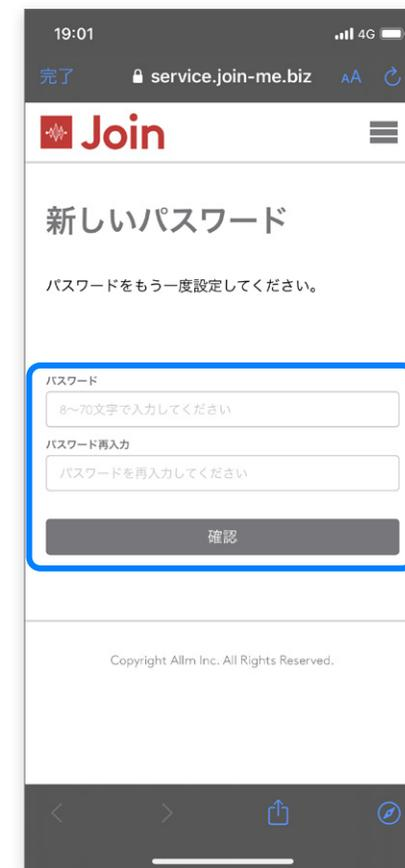 19:01
4G
完了
service.join-me.biz
AA
Join
新しいパスワード
パスワードをもう一度設定してください。
パスワード
8〜70文字で入力してください
パスワード再入力
パスワードを再入力してください
確認
Copyright Allm Inc. All Rights Reserved.